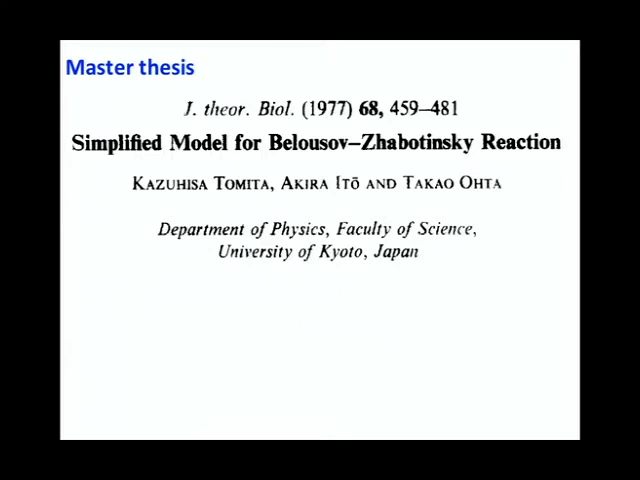 Master thesis
J. theor. Biol. (1977) 68, 459–481
Simplified Model for Belousov–Zhabotinsky Reaction
KAZUHISA TOMITA, AKIRA ITŌ AND TAKAO OHTA
Department of Physics, Faculty of Science,
University of Kyoto, Japan